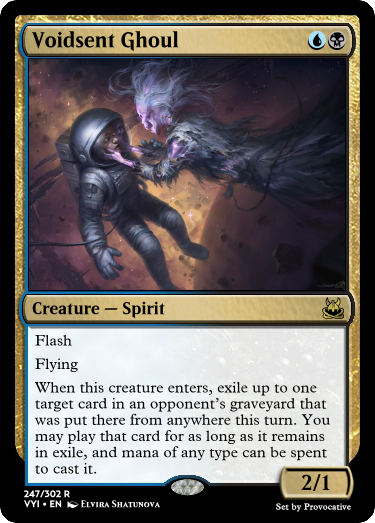 Voidsent Ghoul
Creature — Spirit
Flash
Flying
When this creature enters, exile up to one
target card in an opponent's graveyard that
was put there from anywhere this turn. You
may play that card for as long as it remains
in exile, and mana of any type can be spent
to cast it.
2/1
247/302 R
VYI • EN Elvira Shatunova
Set by Provocative